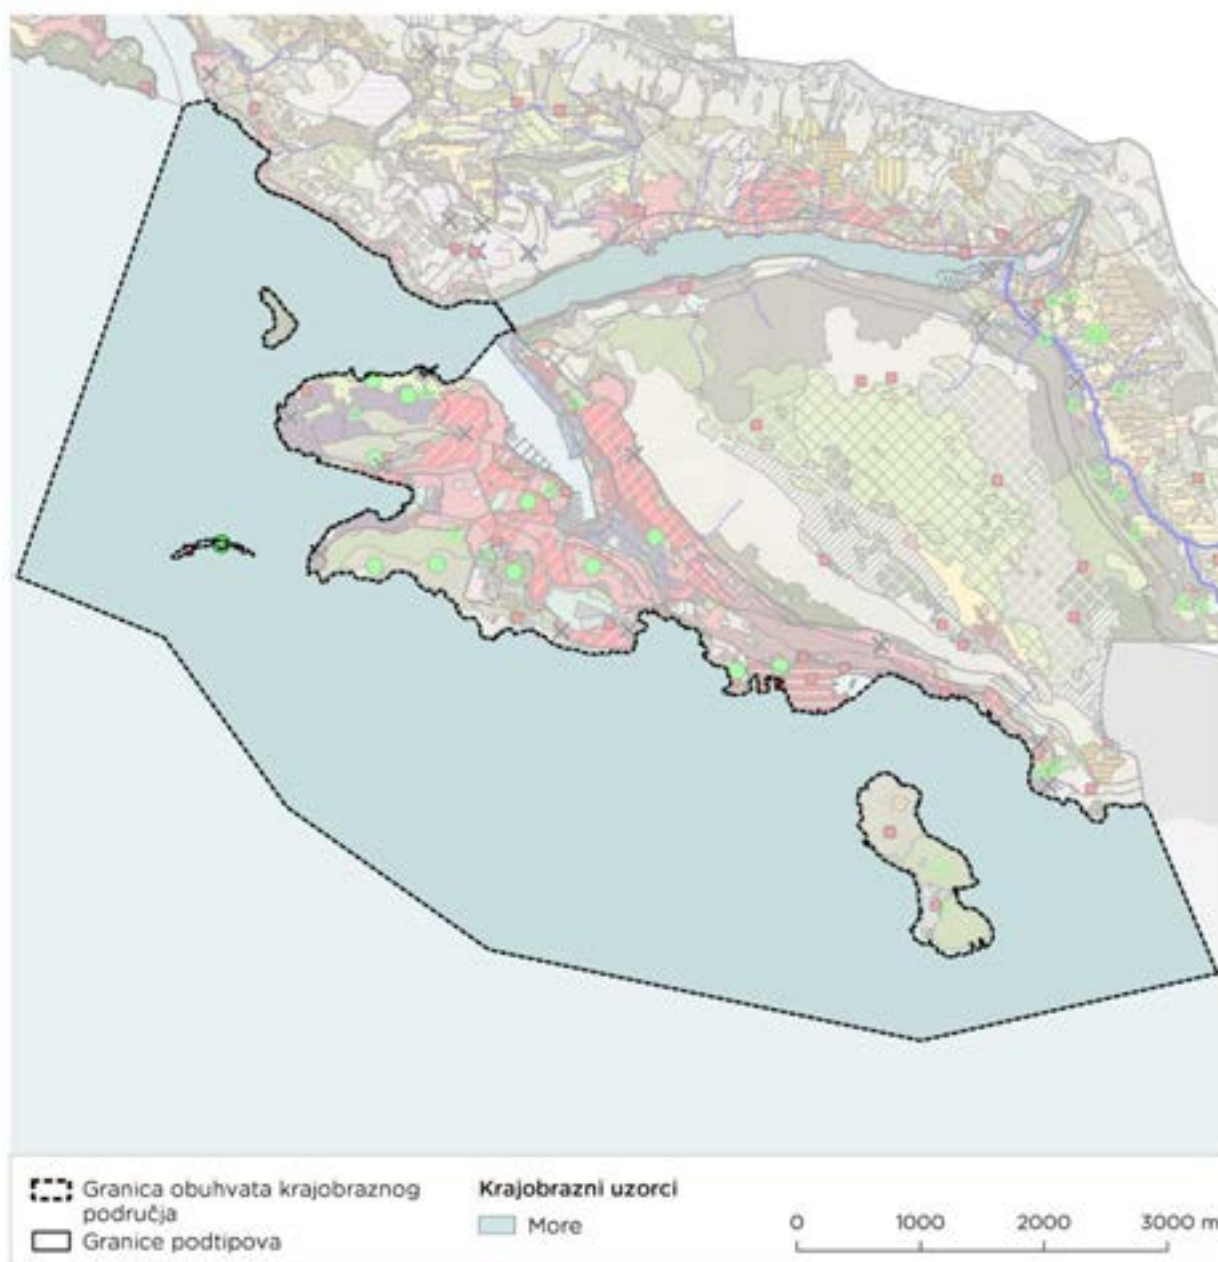 Granica obuhvata krajobraznog
područja
Granice podtipova
Krajobrazni uzorci
More
0 1000 2000 3000 m